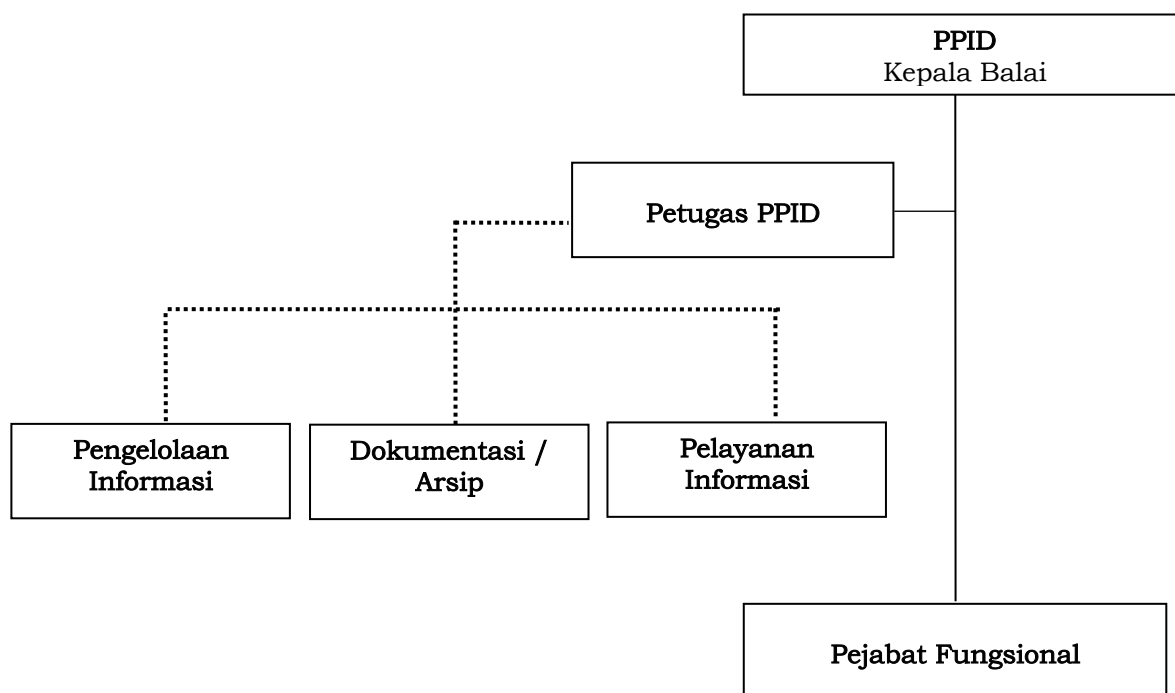 PPID
Kepala Balai
Petugas PPID
Pengelolaan
Informasi
Dokumentasi /
Arsip
Pelayanan
Informasi
Pejabat Fungsional